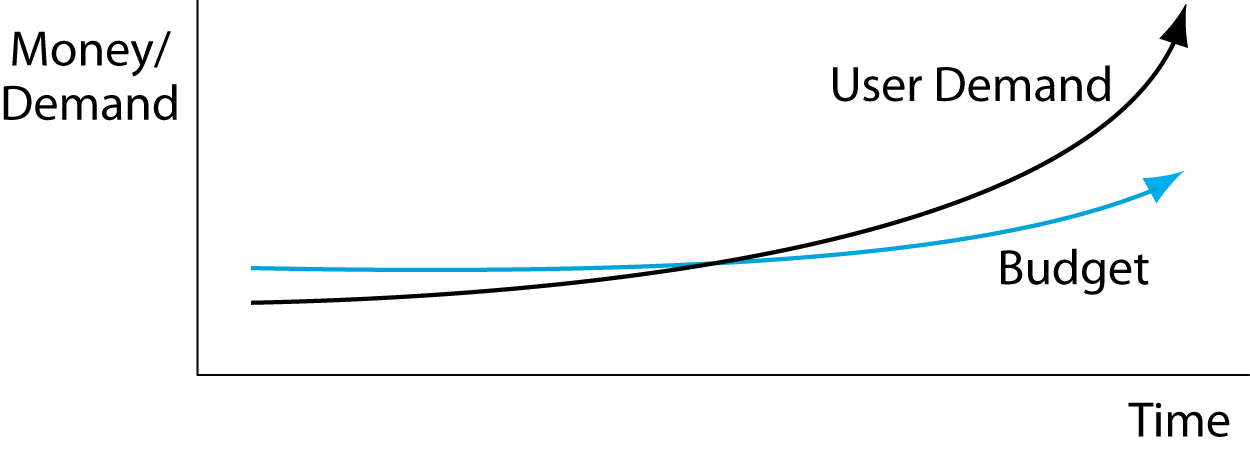 Money/
Demand
User Demand
Budget
Time